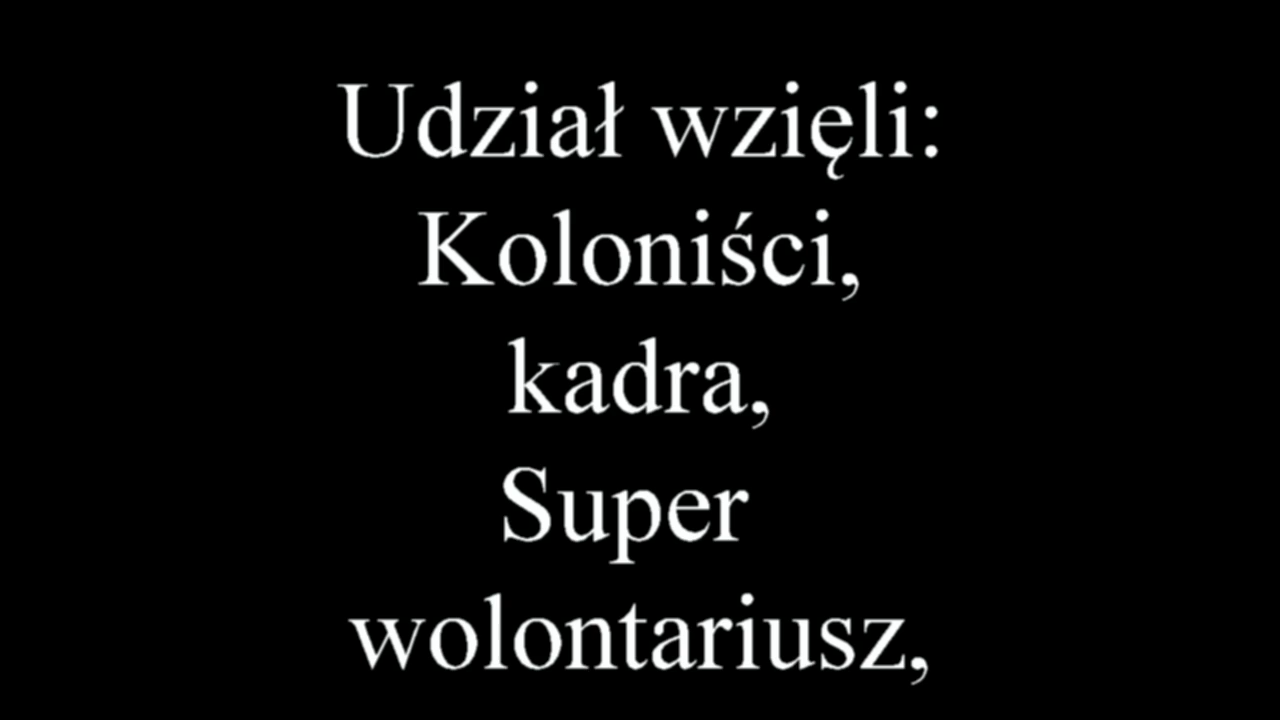 Udział wzięli:
Koloniści,
kadra,
Super
wolontariusz,